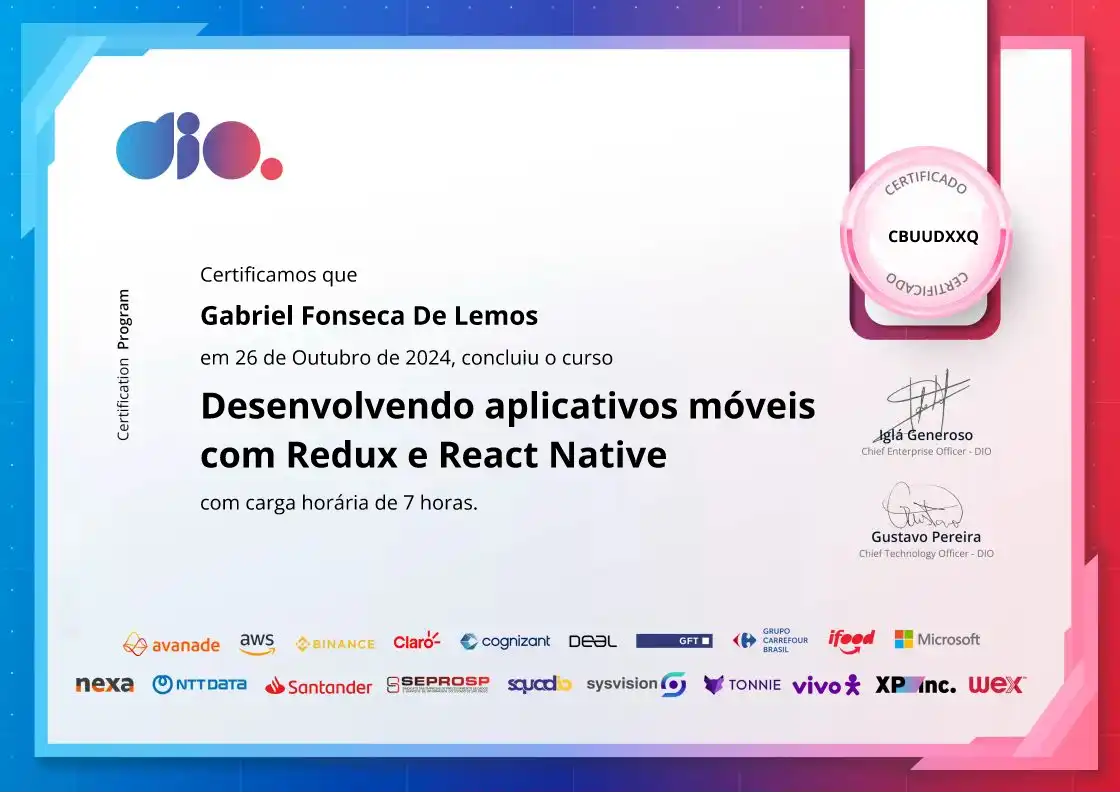 dio.
CERTIFICADO
CBUUDXXQ
CERTIFICADO
Certification Program
Certificamos que
Gabriel Fonseca De Lemos
em 26 de Outubro de 2024, concluiu o curso
Desenvolvendo aplicativos móveis
com Redux e React Native
com carga horária de 7 horas.
Iglá Generoso
Chief Enterprise Officer - DIO
Gustavo Pereira
Chief Technology Officer - DIO
avanade aws BINANCE Claro cognizant DEAL GFT GRUPO CARREFOUR BRASIL ifood Microsoft
nexa NTT DATA Santander SEPROSP squadio sysvision TONNIE vivo XP inc. wex